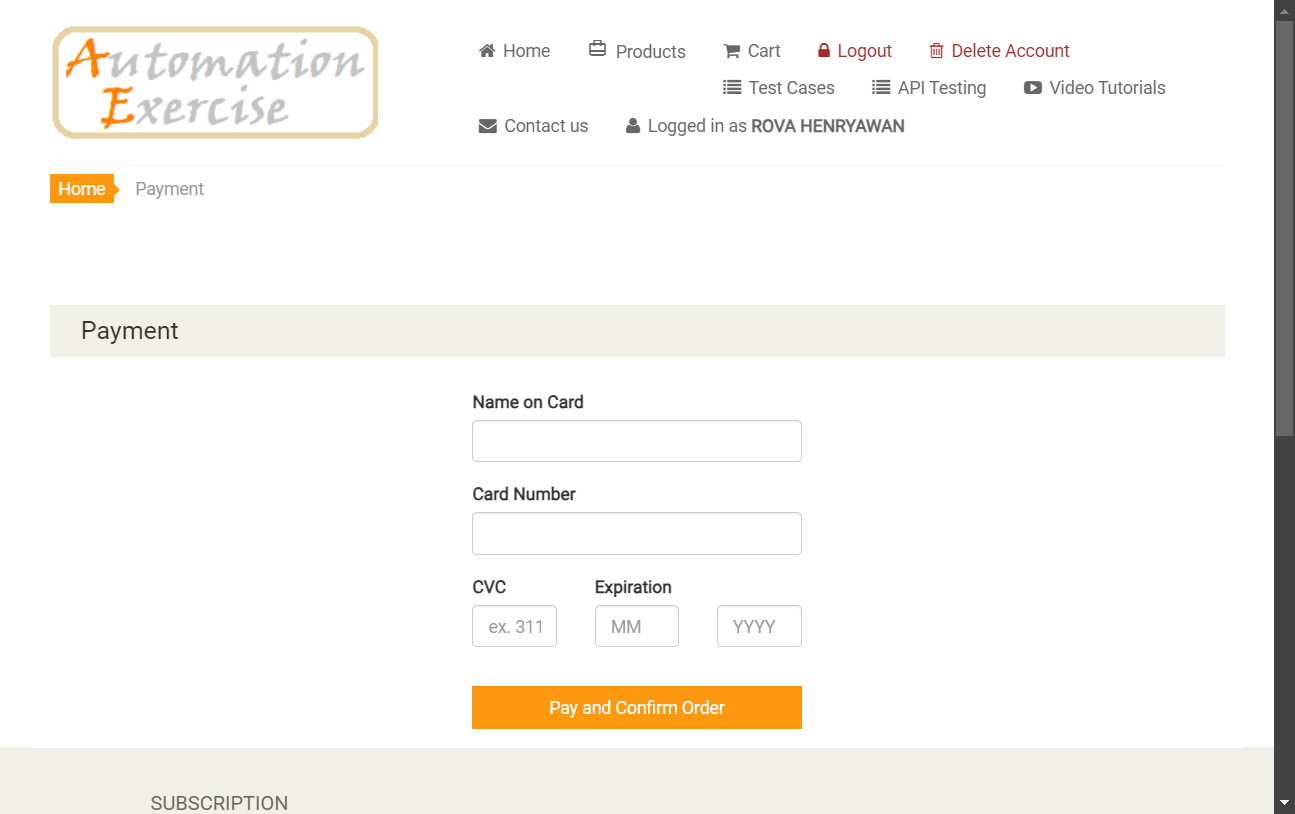 Automation
Exercise
Home Products Cart Logout Delete Account
Test Cases API Testing Video Tutorials
Contact us Logged in as ROVA HENRYAWAN
Home Payment
Payment
Name on Card
Card Number
CVC Expiration
ex. 311 MM YYYY
Pay and Confirm Order
SUBSCRIPTION